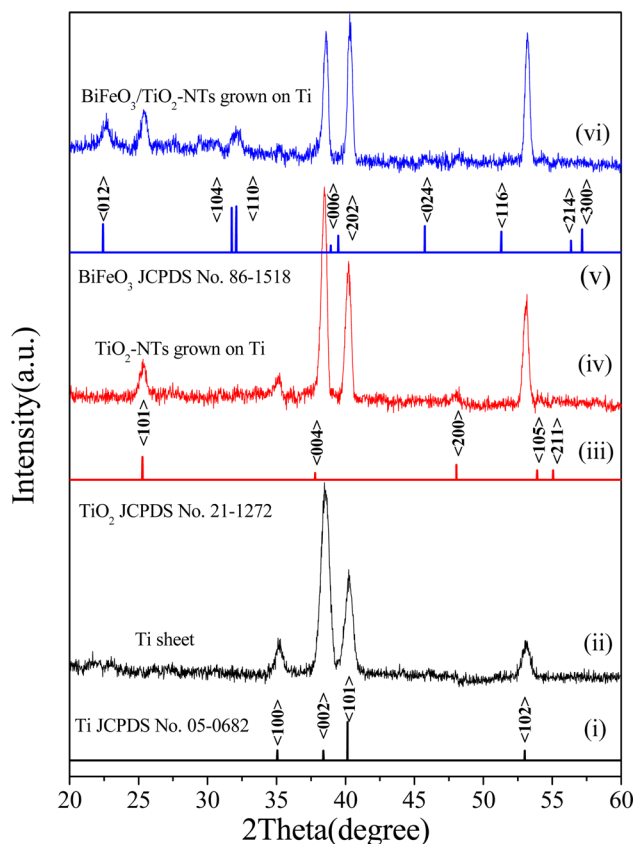 BiFeO3/TiO2-NTs grown on Ti
(vi)
<012>
<104>
<110>
<006>
<202>
<024>
<116>
<214>
<300>
BiFeO3 JCPDS No. 86-1518
(v)
TiO2-NTs grown on Ti
(iv)
<101>
<004>
<200>
<105>
<211>
(iii)
TiO2 JCPDS No. 21-1272
Ti sheet
(ii)
<100>
<002>
<101>
<102>
Ti JCPDS No. 05-0682
(i)
20 25 30 35 40 45 50 55 60
2Theta(degree)
Intensity(a.u.)